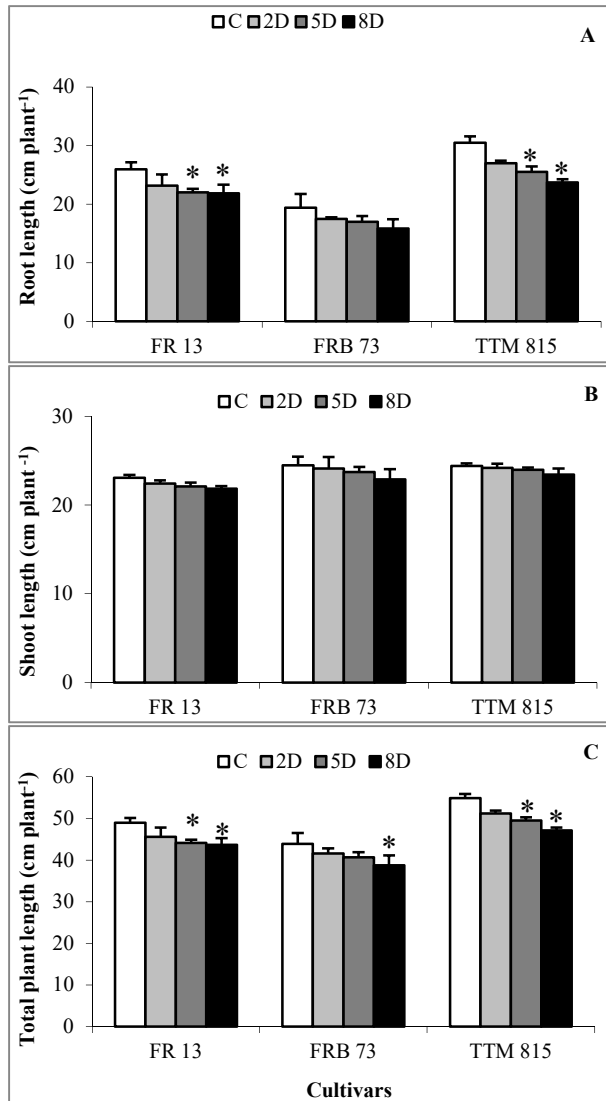 C 2D 5D 8D
A
Root length (cm plant⁻¹)
40
30
20
10
0
* *
* *
FR 13 FRB 73 TTM 815
B
C 2D 5D 8D
Shoot length (cm plant ⁻¹)
30
20
10
0
FR 13 FRB 73 TTM 815
C
C 2D 5D 8D
Total plant length (cm plant⁻¹)
60
50
40
30
20
10
0
* *
*
* *
FR 13 FRB 73 TTM 815
Cultivars